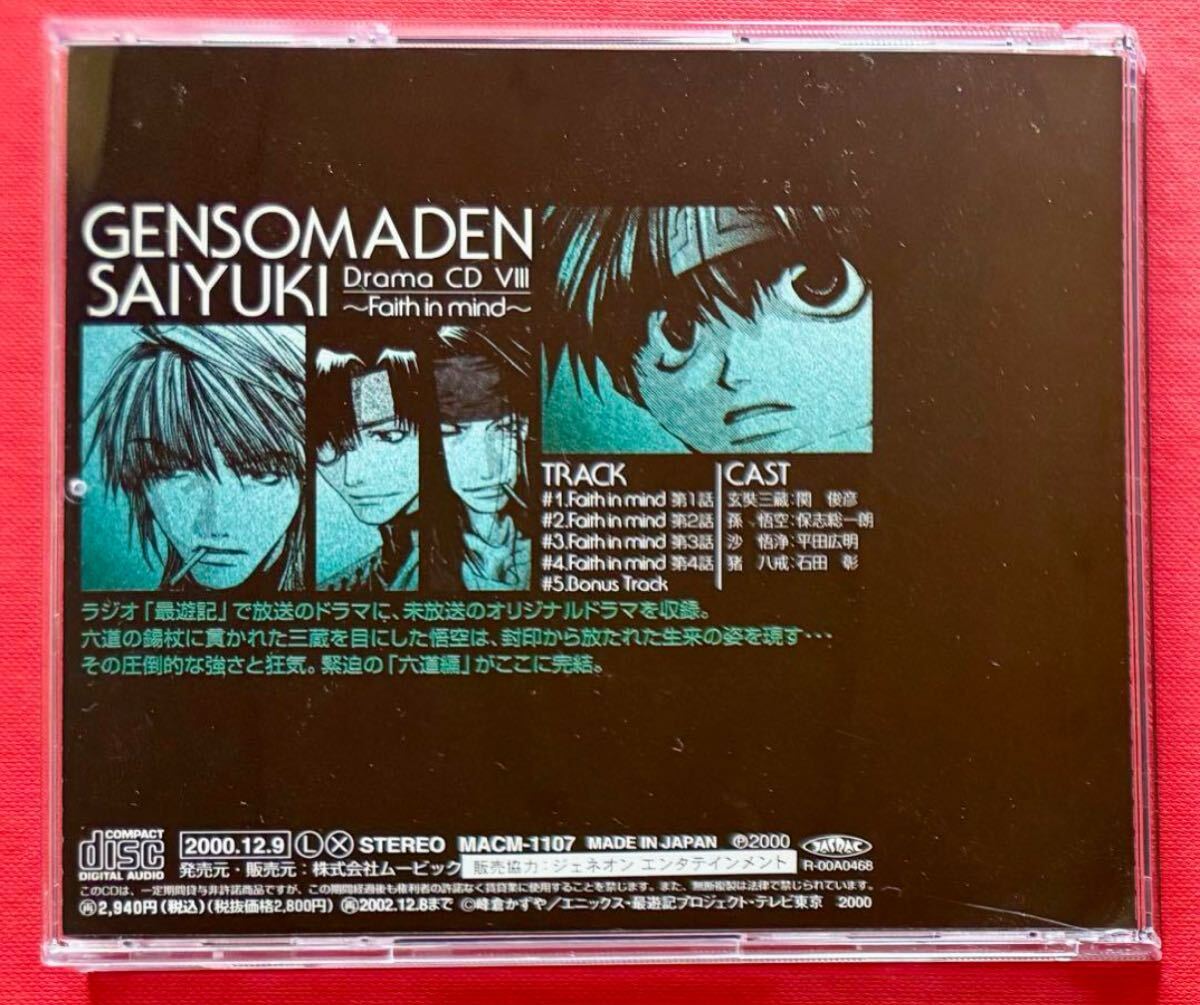 GENSOMADEN
SAIYUKI
Drama CD VIII
～Faith in mind～
TRACK
#1.Faith in mind 第1話
#2.Faith in mind 第2話
#3.Faith in mind 第3話
#4.Faith in mind 第4話
#5.Bonus Track
CAST
玄奘三蔵:関 俊彦
孫 悟空:保志総一朗
沙 悟浄:平田広明
猪 八戒:石田 彰
ラジオ「最遊記」で放送のドラマに、未放送のオリジナルドラマを収録。
六道の錫杖に貫かれた三蔵を目にした悟空は、封印から放たれた生来の姿を現す…
その圧倒的な強さと狂気。緊迫の「六道編」がここに完結。
COMPACT
disc
DIGITAL AUDIO
2000.12.9 Ⓛ Ⓧ STEREO MACM-1107 MADE IN JAPAN ℗2000
JASRAC
R-00A0468
発売元・販売元:株式会社ムービック 販売協力:ジェネオン エンタテインメント
このCDは、一定期間貸与非許諾商品ですが、この期間経過後も権利者の許諾なく賃貸業に使用することを禁じます。また、無断複製は法律で禁じられています。
再2,940円(税込)(税抜価格2,800円) 再2002.12.8まで ©峰倉かずや/エニックス・最遊記プロジェクト・テレビ東京 2000